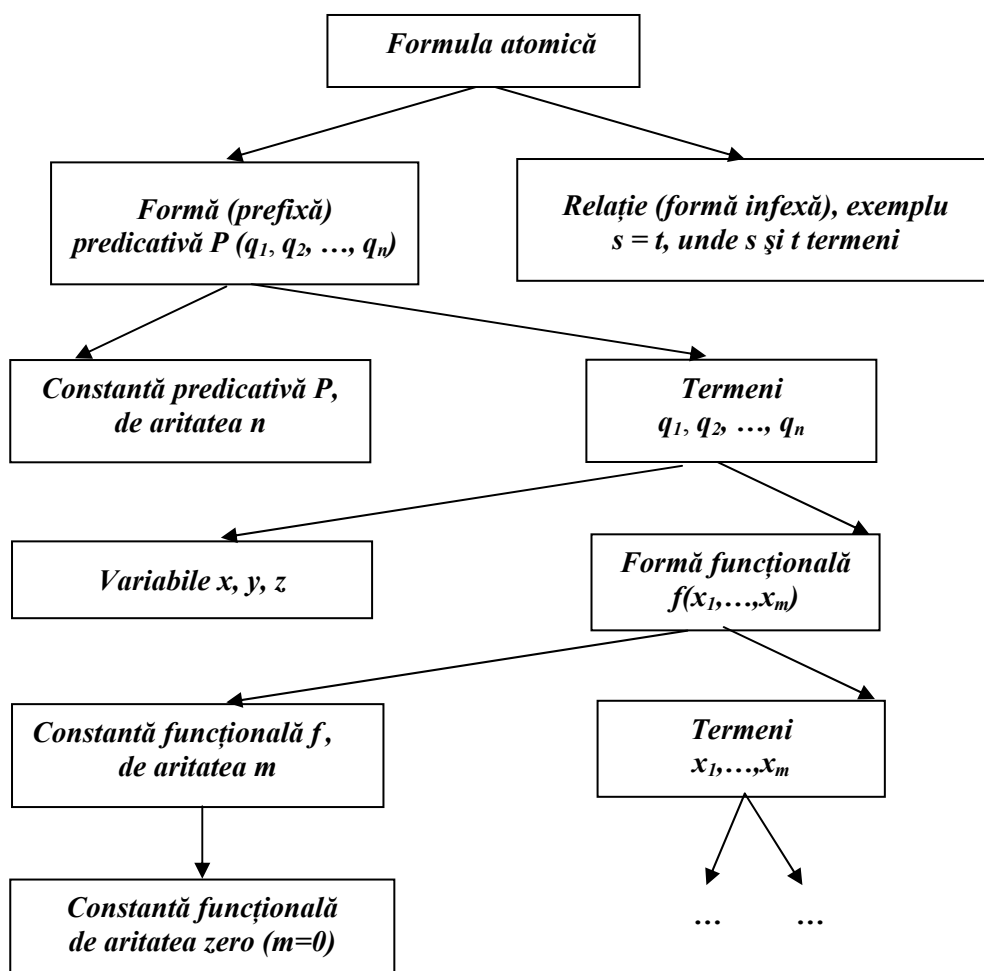 Formula atomică
Formă (prefixă)
predicativă P (q₁, q₂, …, qₙ)
Relație (formă infexă), exemplu
s = t, unde s şi t termeni
Constantă predicativă P,
de aritatea n
Termeni
q₁, q₂, …, qₙ
Variabile x, y, z
Formă funcțională
f(x₁,…,xₘ)
Constantă funcțională f ,
de aritatea m
Termeni
x₁,…,xₘ
Constantă funcțională
de aritatea zero (m=0)
… …